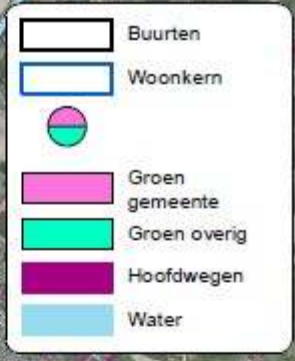 Buurten
Woonkern
Groen
gemeente
Groen overig
Hoofdwegen
Water